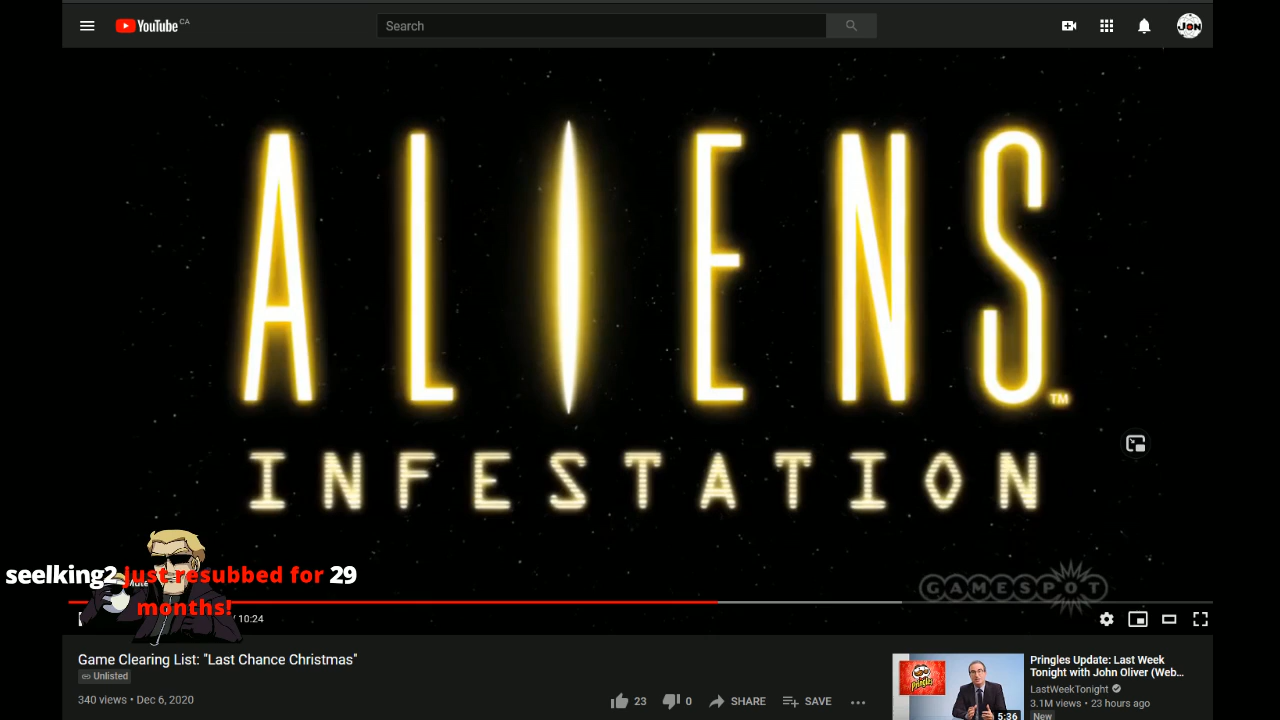 YouTube CA
Search
JON
ALIENS TM
INFESTATION
GAMESPOT
seelking2 just resubbed for 29
months!
Mute
/ 10:24
Game Clearing List: "Last Chance Christmas"
Unlisted
340 views • Dec 6, 2020
23
0
SHARE
SAVE
Pringles Update: Last Week
Tonight with John Oliver (Web...
LastWeekTonight
3.1M views • 23 hours ago
New
5:36